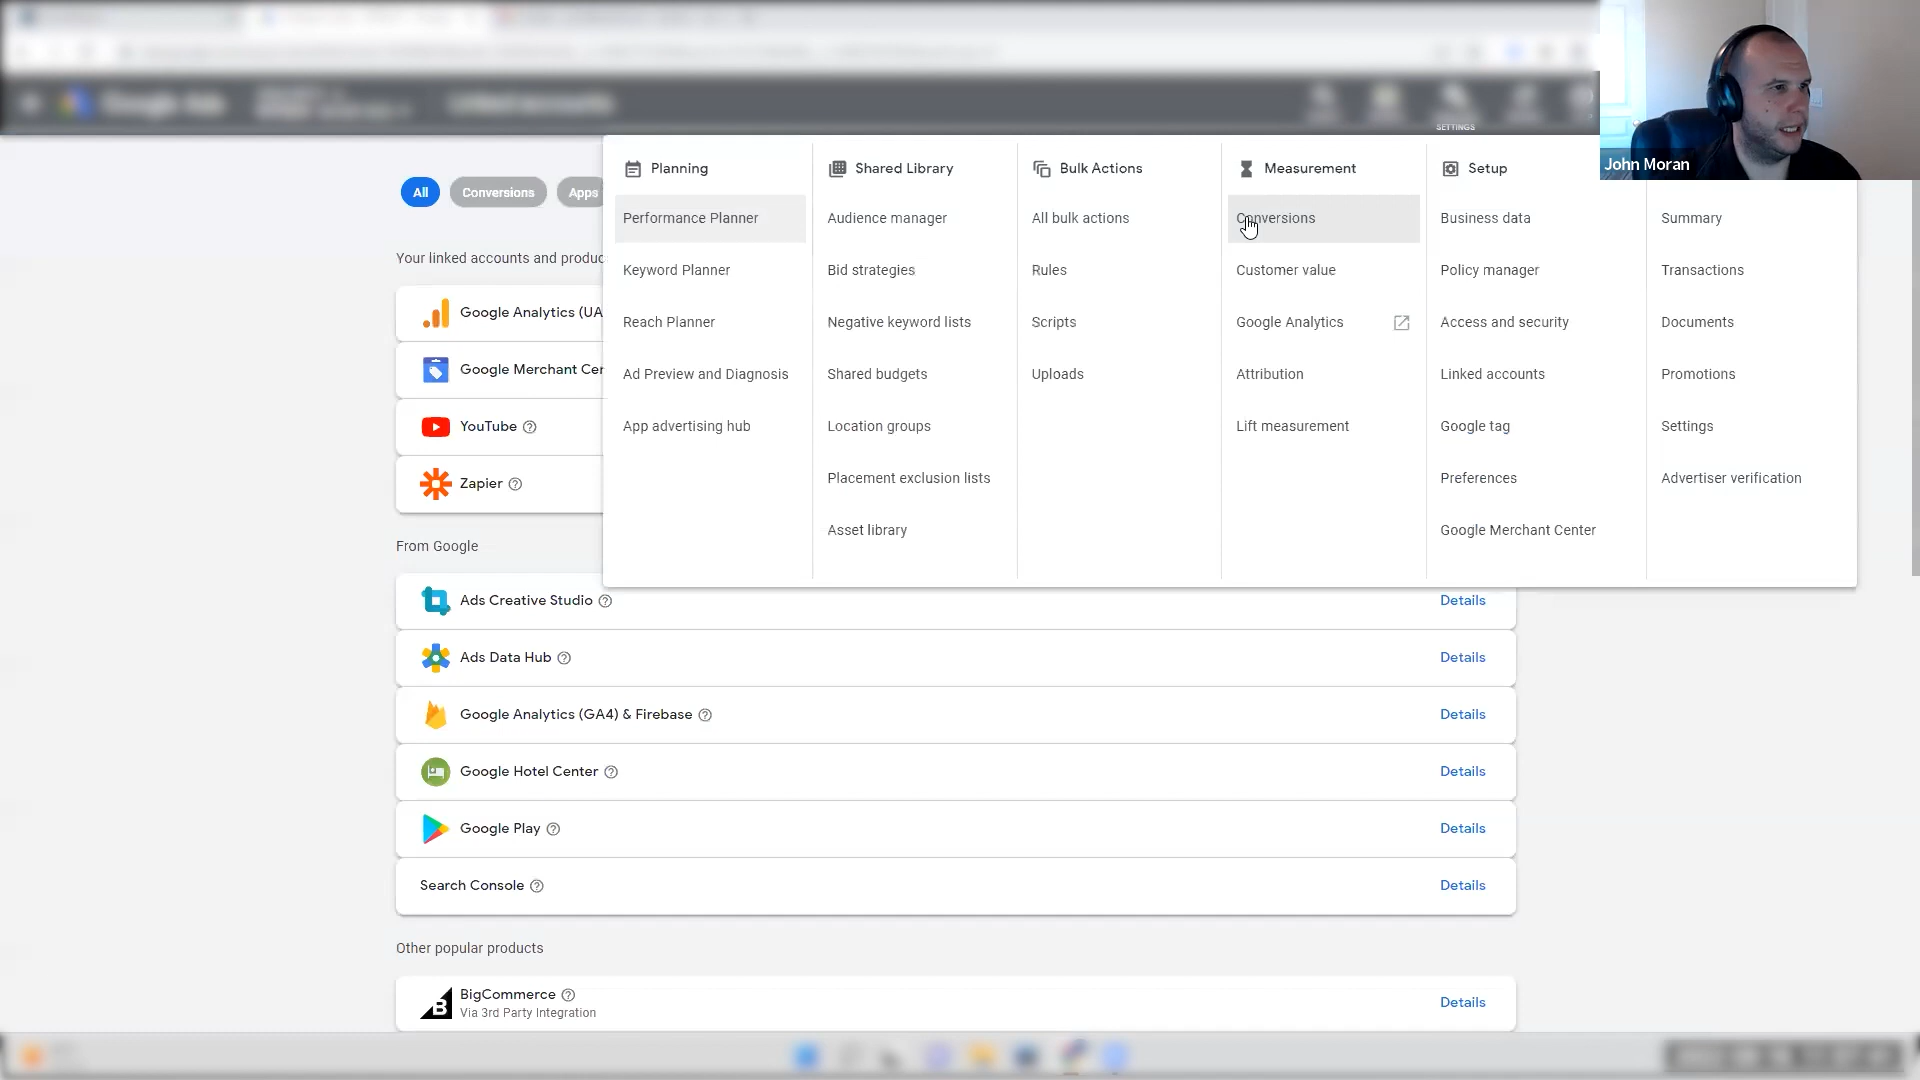 Google Ads
Linked accounts
SETTINGS
John Moran
All
Conversions
Apps
Your linked accounts and produc
Google Analytics (UA
Google Merchant Cer
YouTube
Zapier
From Google
Ads Creative Studio
Details
Ads Data Hub
Details
Google Analytics (GA4) & Firebase
Details
Google Hotel Center
Details
Google Play
Details
Search Console
Details
Other popular products
BigCommerce
Via 3rd Party Integration
Details
Planning
Performance Planner
Keyword Planner
Reach Planner
Ad Preview and Diagnosis
App advertising hub
Shared Library
Audience manager
Bid strategies
Negative keyword lists
Shared budgets
Location groups
Placement exclusion lists
Asset library
Bulk Actions
All bulk actions
Rules
Scripts
Uploads
Measurement
Conversions
Customer value
Google Analytics
Attribution
Lift measurement
Setup
Business data
Policy manager
Access and security
Linked accounts
Google tag
Preferences
Google Merchant Center
Summary
Transactions
Documents
Promotions
Settings
Advertiser verification